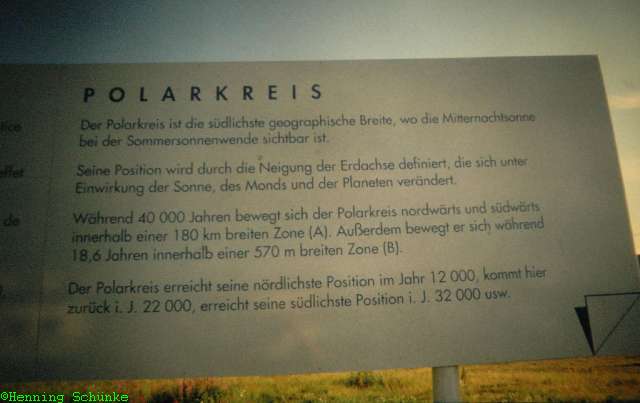 POLARKREIS
Der Polarkreis ist die südlichste geographische Breite, wo die Mitternachtsonne
bei der Sommersonnenwende sichtbar ist.
Seine Position wird durch die Neigung der Erdachse definiert, die sich unter
Einwirkung der Sonne, des Monds und der Planeten verändert.
Während 40 000 Jahren bewegt sich der Polarkreis nordwärts und südwärts
innerhalb einer 180 km breiten Zone (A). Außerdem bewegt er sich während
18,6 Jahren innerhalb einer 570 m breiten Zone (B).
Der Polarkreis erreicht seine nördlichste Position im Jahr 12 000, kommt hier
zurück i. J. 22 000, erreicht seine südlichste Position i. J. 32 000 usw.
de
©Henning Schünke